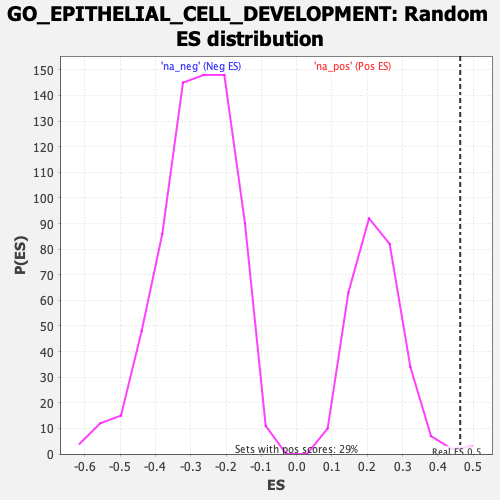 GO_EPITHELIAL_CELL_DEVELOPMENT: Random
ES distribution
'na_neg' (Neg ES)
'na_pos' (Pos ES)
150
140
130
120
110
100
90
80
70
60
50
40
30
20
10
0
P(ES)
Sets with pos scores: 29%
Real ES 0.5
-0.6 -0.5 -0.4 -0.3 -0.2 -0.1 0.0 0.1 0.2 0.3 0.4 0.5
ES